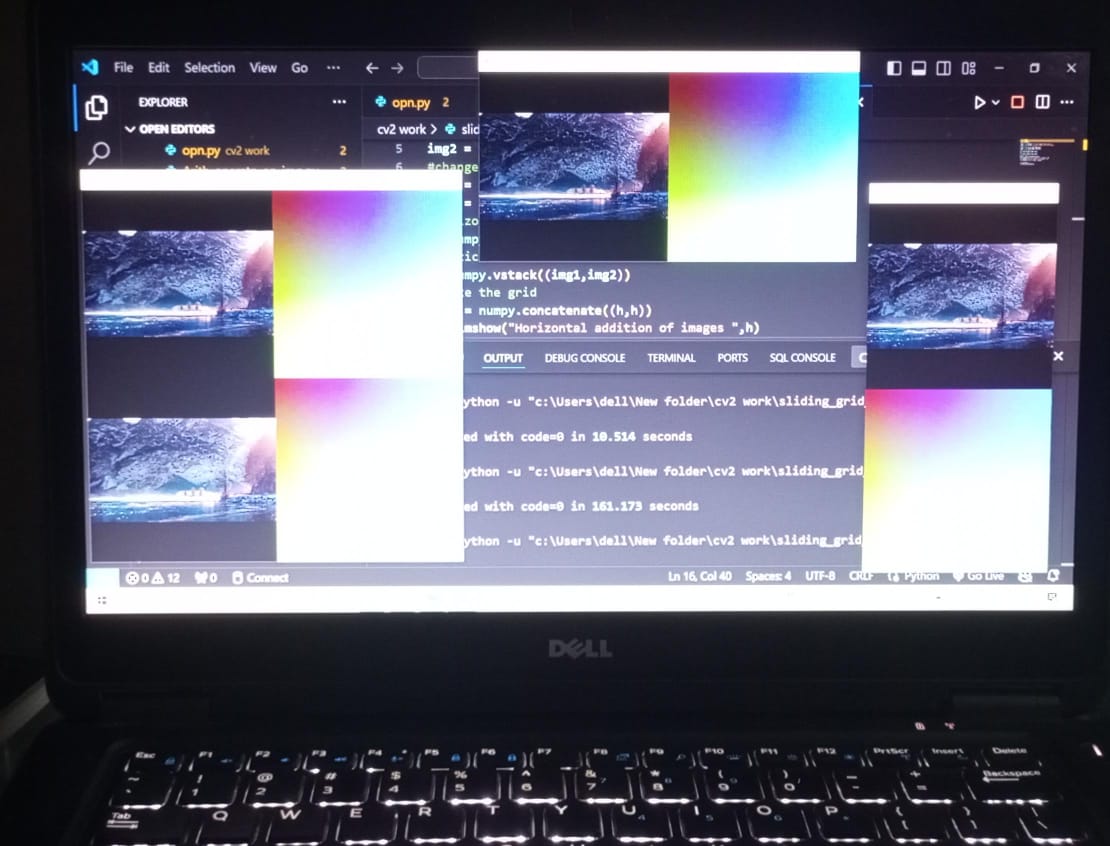 File Edit Selection View Go ...
EXPLORER ...
opn.py 2
OPEN EDITORS
cv2 work > slid
opn.py cv2 work 2
5 img2 =
6 #change
=
=
zo
mp
tic
mpy.vstack((img1,img2))
e the grid
= numpy.concatenate((h,h))
mshow("Horizontal addition of images ",h)
OUTPUT DEBUG CONSOLE TERMINAL PORTS SQL CONSOLE
ython -u "c:\Users\dell\New folder\cv2 work\sliding_grid
ed with code=0 in 10.514 seconds
ython -u "c:\Users\dell\New folder\cv2 work\sliding_grid
ed with code=0 in 161.173 seconds
ython -u "c:\Users\dell\New folder\cv2 work\sliding_grid
0 12 0 Connect Ln 16, Col 40 Spaces: 4 UTF-8 CRLF Python Go Live
DELL
Esc F1 F2 F3 F4 F5 F6 F7 F8 F9 F10 F11 F12 PrtScr Insert Delete
~ ! @ # $ % ^ & * ( ) _ + Backspace
1 2 3 4 5 6 7 8 9 0 - =
Tab Q W E R T Y U I O P { } |